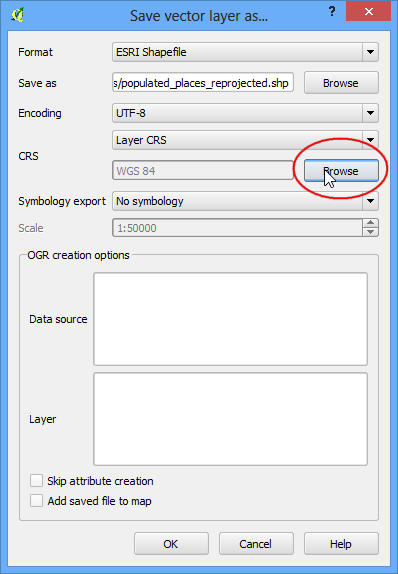 Save vector layer as...
? x
Format ESRI Shapefile
Save as s/populated_places_reprojected.shp Browse
Encoding UTF-8
Layer CRS
CRS
WGS 84 Browse
Symbology export No symbology
Scale 1:50000
OGR creation options
Data source
Layer
Skip attribute creation
Add saved file to map
OK Cancel Help